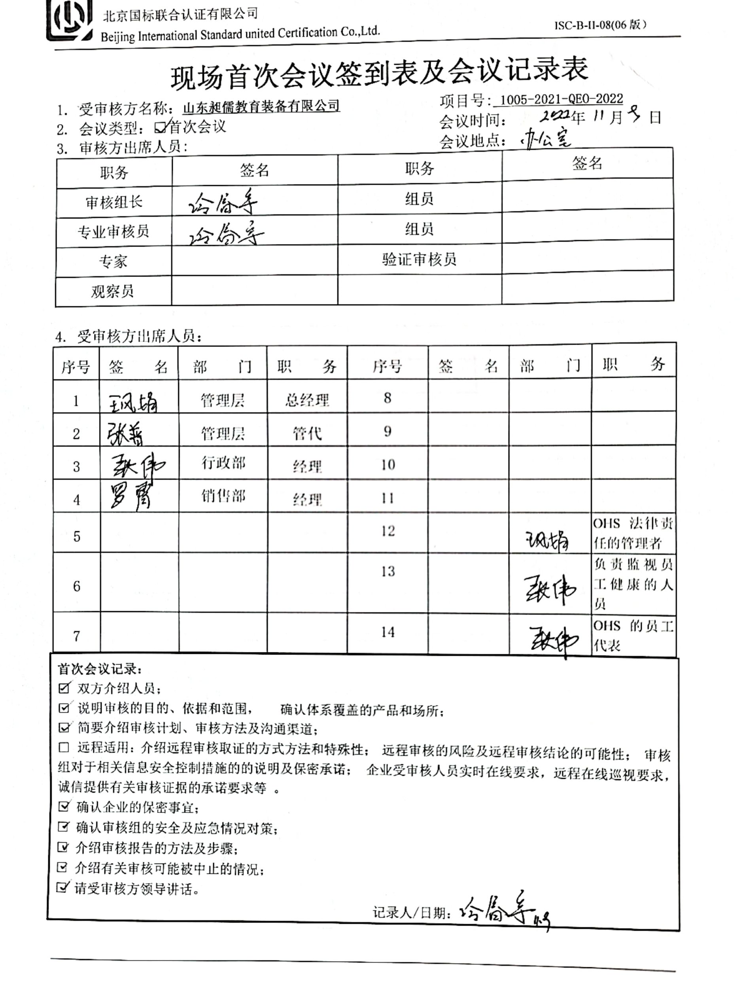 北京国标联合认证有限公司
Beijing International Standard united Certification Co.,Ltd.
ISC-B-II-08(06版)
现场首次会议签到表及会议记录表
1. 受审核方名称：山东昶儒教育装备有限公司
项目号：1005-2021-QEO-2022
2. 会议类型：☑首次会议
会议时间： 2022年 11月 日
3. 审核方出席人员：
会议地点： 办公室
职务 签名 职务 签名
审核组长 组员
专业审核员 组员
专家 验证审核员
观察员
4. 受审核方出席人员：
序号 签 名 部 门 职 务 序号 签 名 部 门 职 务
1 王风娟 管理层 总经理 8
2 张普 管理层 管代 9
3 耿伟 行政部 经理 10
4 罗霄 销售部 经理 11
5 12 王风娟 OHS 法律责
任的管理者
6 13 耿伟 负责监视员
工健康的人
员
7 14 耿伟 OHS 的员工
代表
首次会议记录：
☑ 双方介绍人员；
☑ 说明审核的目的、依据和范围， 确认体系覆盖的产品和场所；
☑ 简要介绍审核计划、审核方法及沟通渠道；
□ 远程适用：介绍远程审核取证的方式方法和特殊性； 远程审核的风险及远程审核结论的可能性； 审核
组对于相关信息安全控制措施的的说明及保密承诺； 企业受审核人员实时在线要求，远程在线巡视要求，
诚信提供有关审核证据的承诺要求等 。
☑ 确认企业的保密事宜；
☑ 确认审核组的安全及应急情况对策；
☑ 介绍审核报告的方法及步骤；
☑ 介绍有关审核可能被中止的情况；
☑ 请受审核方领导讲话。
记录人/日期：